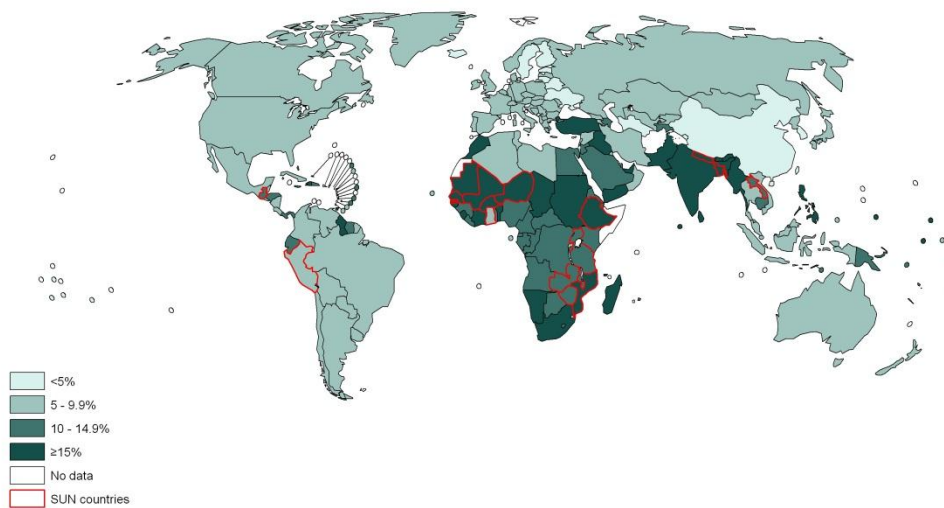 <5%
5 - 9.9%
10 - 14.9%
≥15%
No data
SUN countries